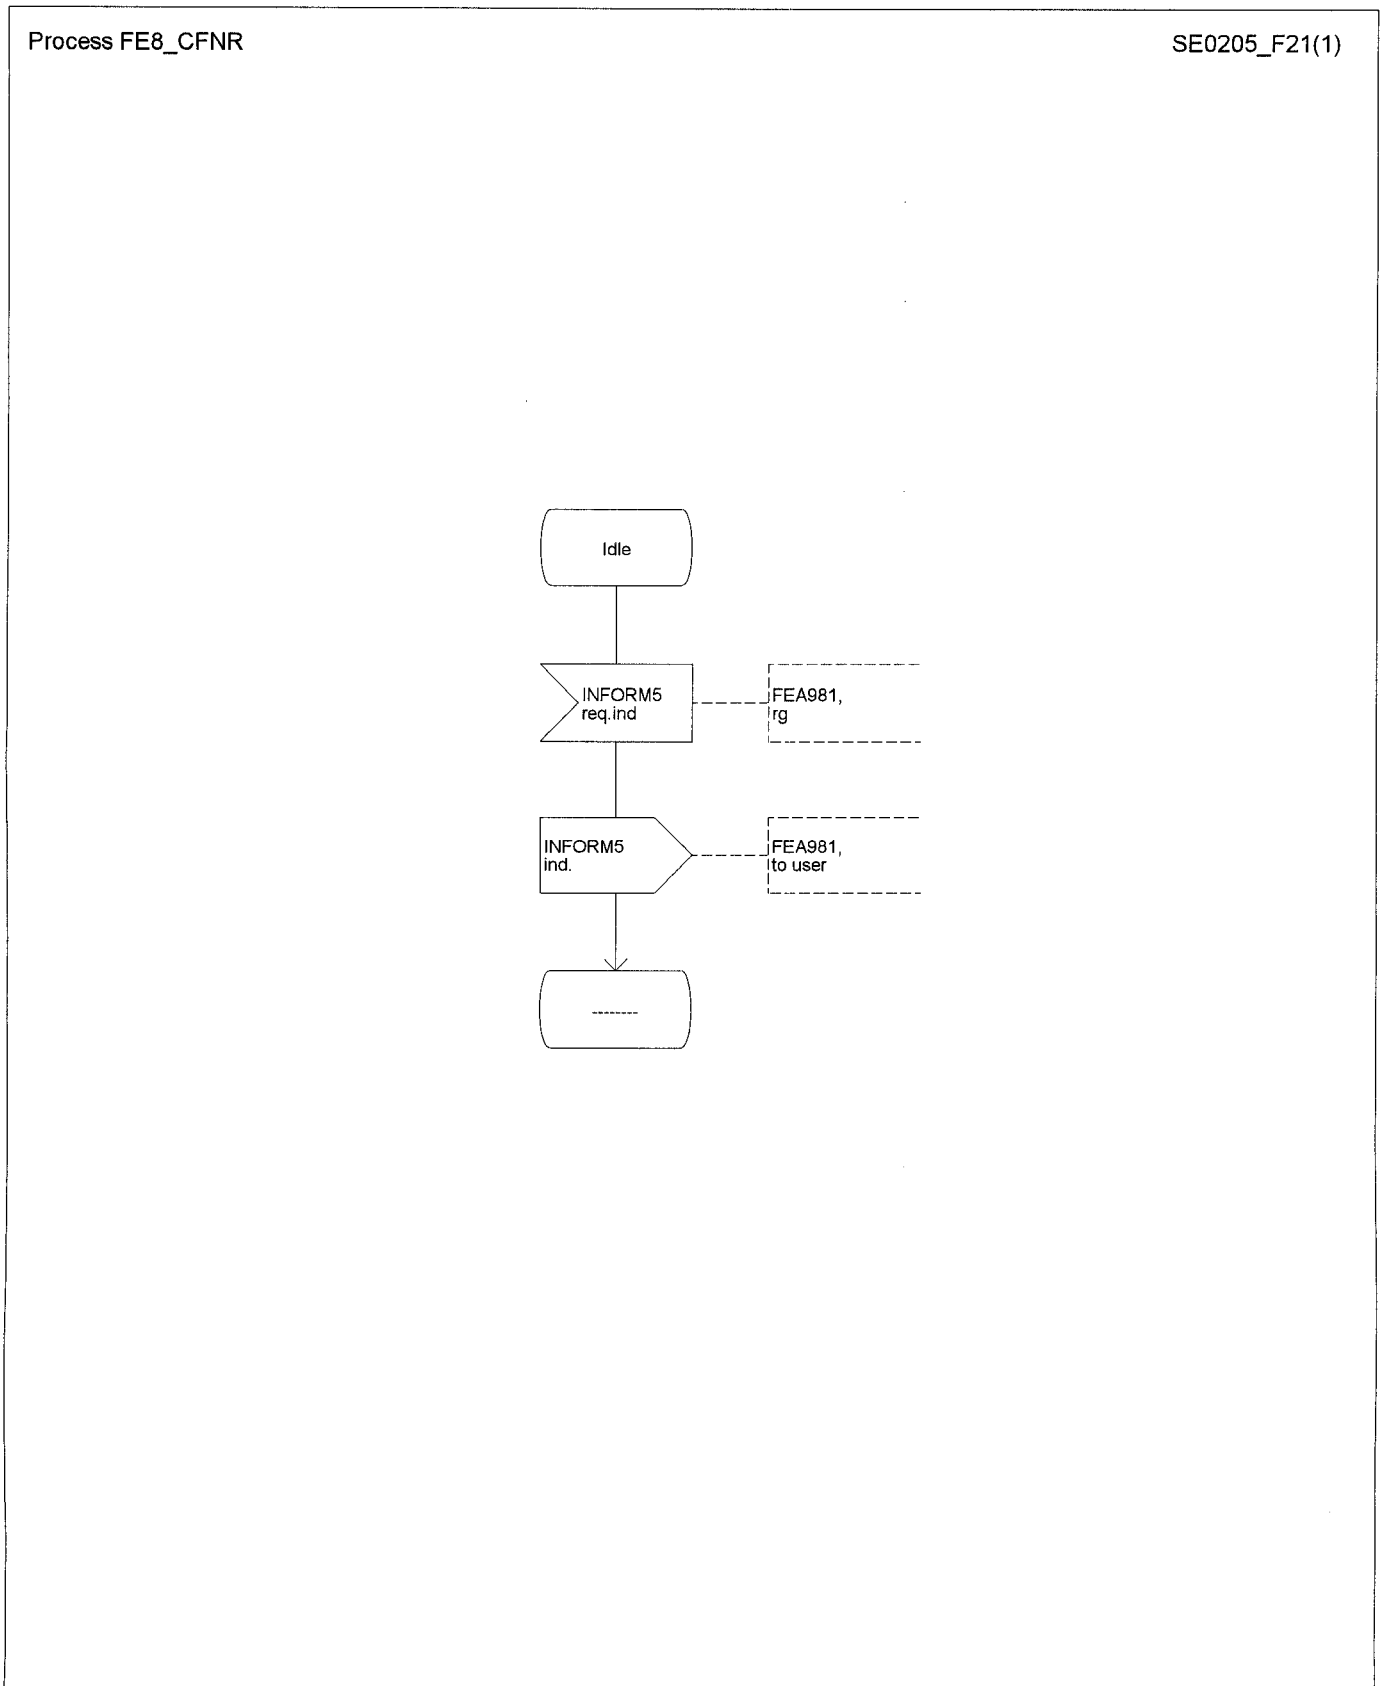 Process FE8_CFNR
SE0205_F21(1)
Idle
INFORM5
req.ind
FEA981,
rg
INFORM5
ind.
FEA981,
to user
---------